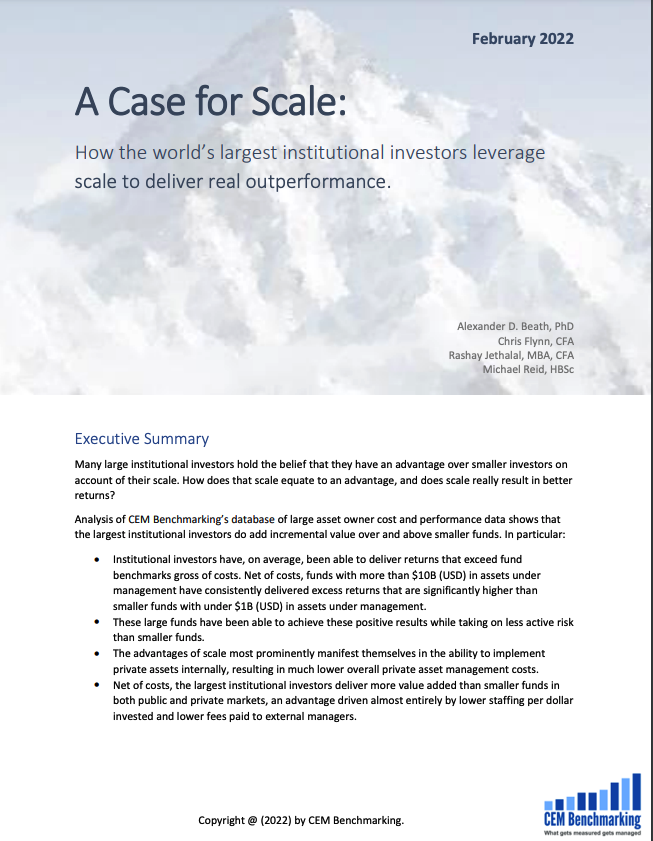 February 2022
A Case for Scale:
How the world's largest institutional investors leverage
scale to deliver real outperformance.
Alexander D. Beath, PhD
Chris Flynn, CFA
Rashay Jethalal, MBA, CFA
Michael Reid, HBSc
Executive Summary
Many large institutional investors hold the belief that they have an advantage over smaller investors on
account of their scale. How does that scale equate to an advantage, and does scale really result in better
returns?
Analysis of CEM Benchmarking's database of large asset owner cost and performance data shows that
the largest institutional investors do add incremental value over and above smaller funds. In particular:
• Institutional investors have, on average, been able to deliver returns that exceed fund
benchmarks gross of costs. Net of costs, funds with more than $10B (USD) in assets under
management have consistently delivered excess returns that are significantly higher than
smaller funds with under $1B (USD) in assets under management.
• These large funds have been able to achieve these positive results while taking on less active risk
than smaller funds.
• The advantages of scale most prominently manifest themselves in the ability to implement
private assets internally, resulting in much lower overall private asset management costs.
• Net of costs, the largest institutional investors deliver more value added than smaller funds in
both public and private markets, an advantage driven almost entirely by lower staffing per dollar
invested and lower fees paid to external managers.
Copyright @ (2022) by CEM Benchmarking.
CEM Benchmarking
What gets measured gets managed